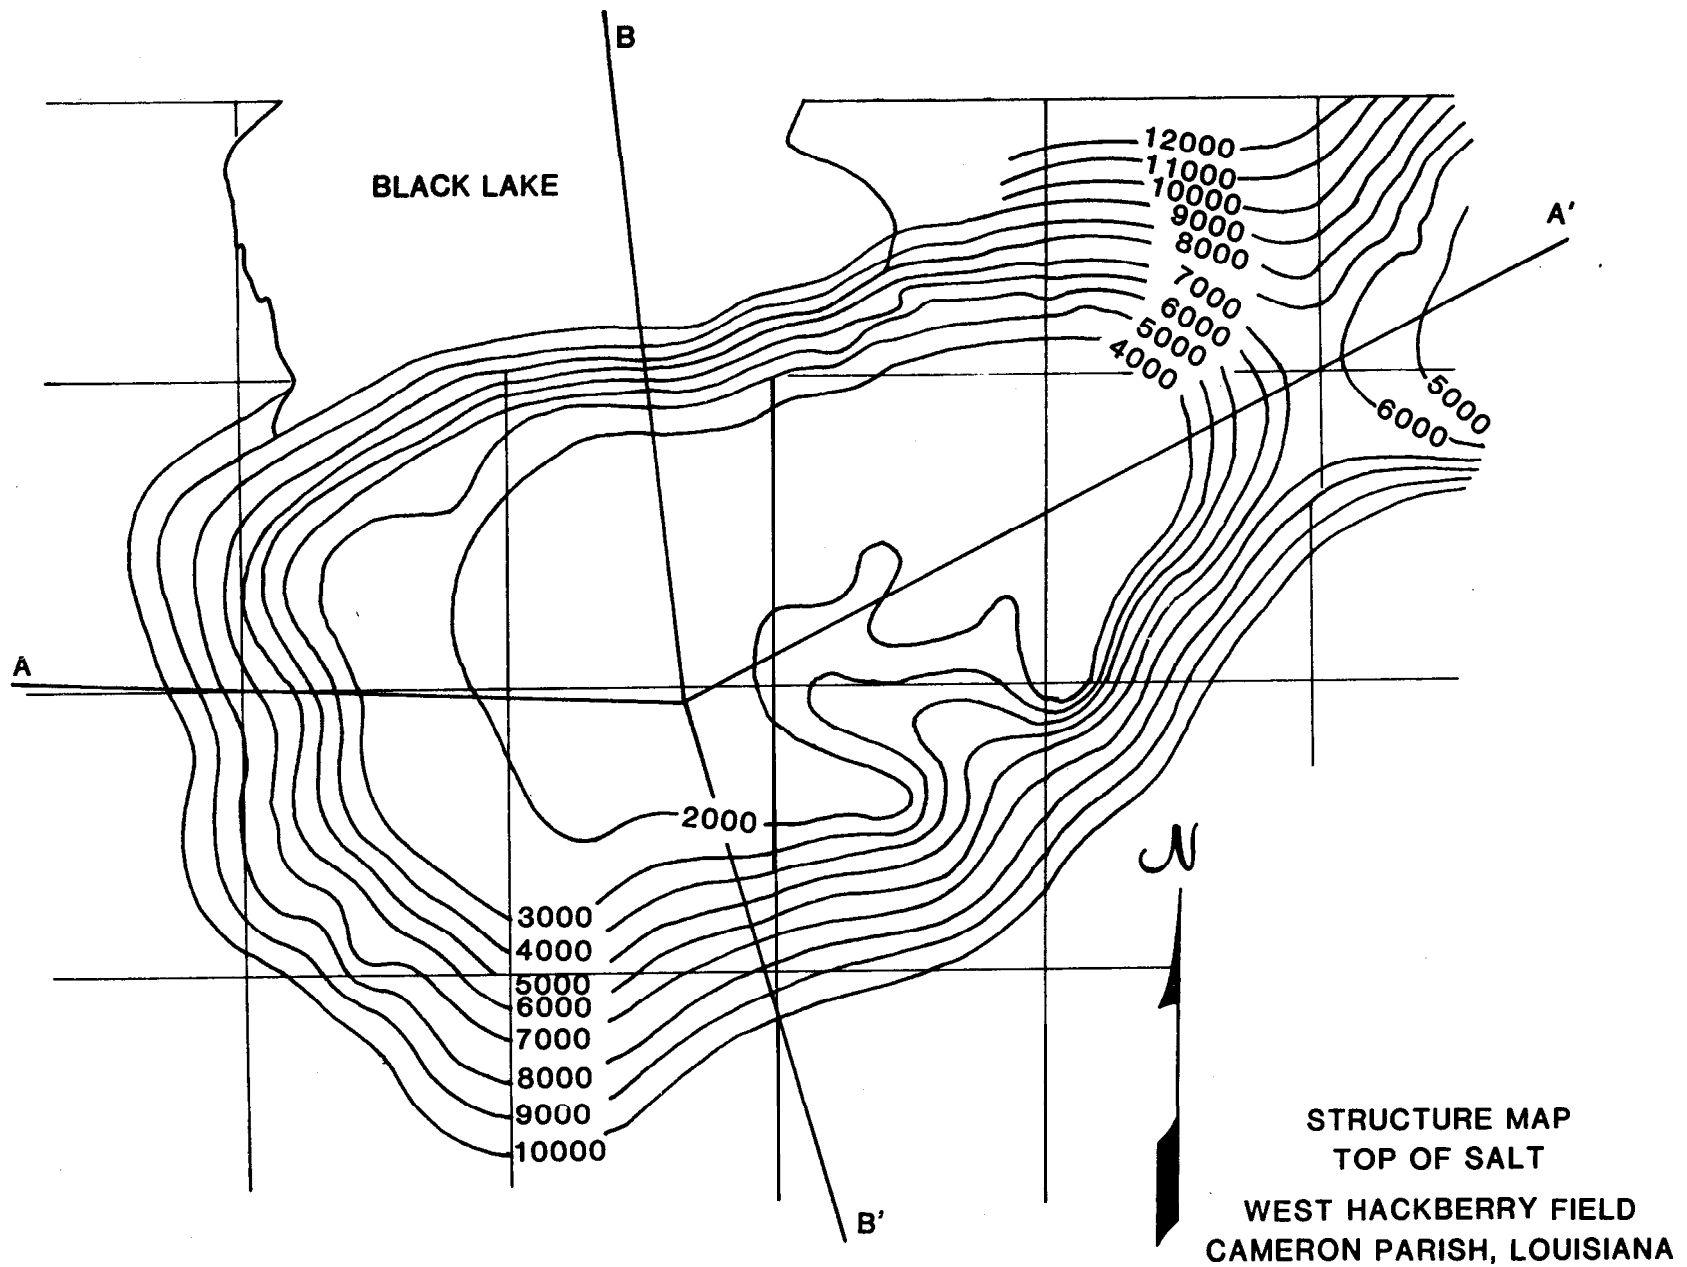 B
BLACK LAKE
12000
11000
10000
9000
8000
7000
6000
5000
4000
A'
5000
6000
A
2000
N
3000
4000
5000
6000
7000
8000
9000
10000
B'
STRUCTURE MAP
TOP OF SALT
WEST HACKBERRY FIELD
CAMERON PARISH, LOUISIANA